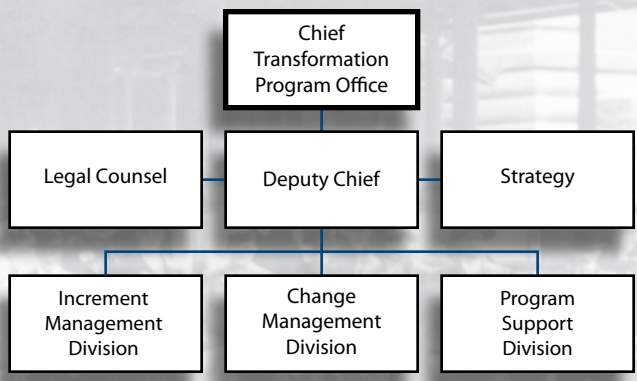 Chief
Transformation
Program Office
Legal Counsel
Deputy Chief
Strategy
Increment
Management
Division
Change
Management
Division
Program
Support
Division